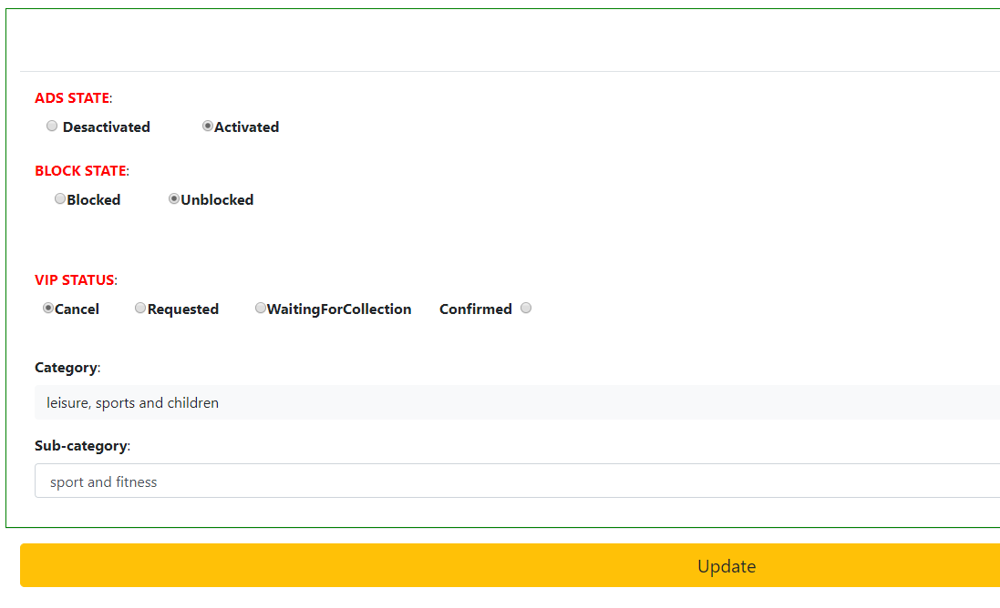 ADS STATE:
Desactivated Activated
BLOCK STATE:
Blocked Unblocked
VIP STATUS:
Cancel Requested WaitingForCollection Confirmed
Category:
leisure, sports and children
Sub-category:
sport and fitness
Update